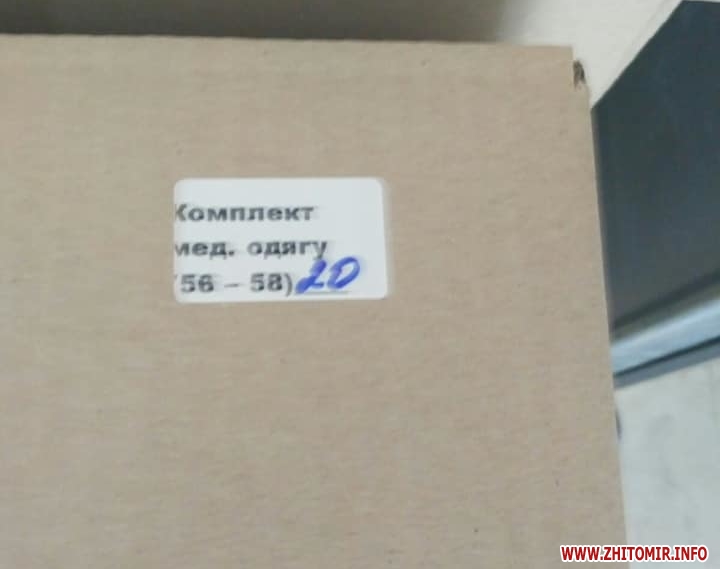 Комплект
мед. одягу
(56 – 58) 20
WWW.ZHITOMIR.INFO